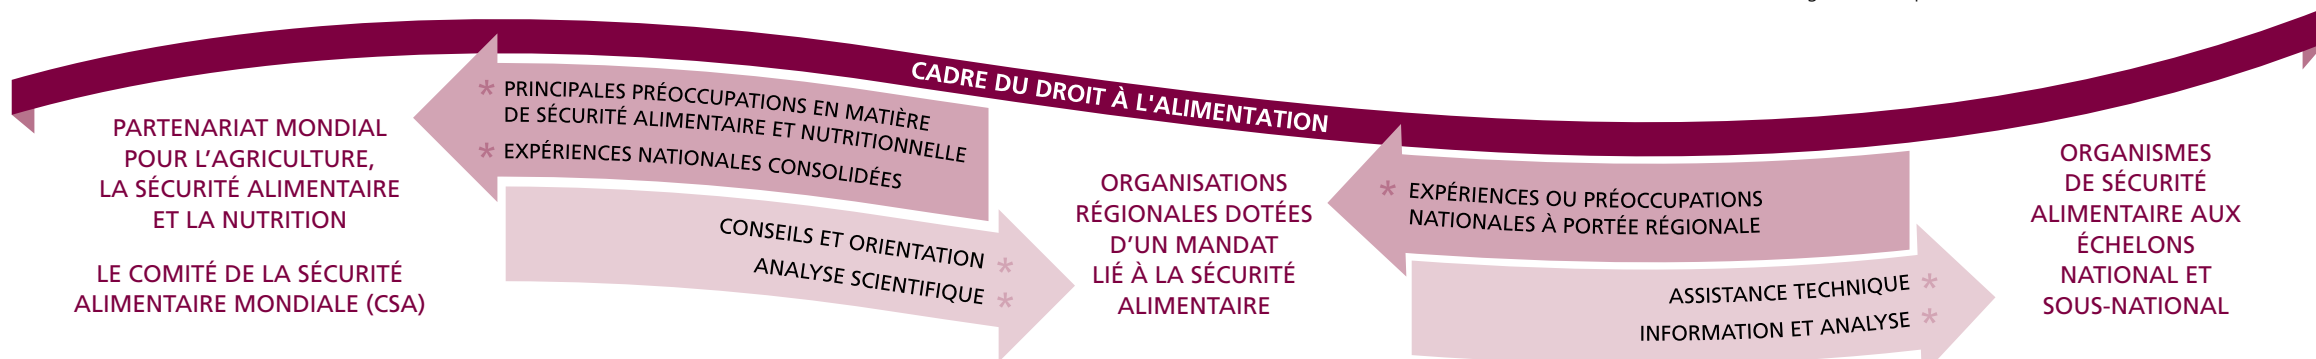 CADRE DU DROIT À L'ALIMENTATION
PARTENARIAT MONDIAL
POUR L’AGRICULTURE,
LA SÉCURITÉ ALIMENTAIRE
ET LA NUTRITION
LE COMITÉ DE LA SÉCURITÉ
ALIMENTAIRE MONDIALE (CSA)
* PRINCIPALES PRÉOCCUPATIONS EN MATIÈRE
DE SÉCURITÉ ALIMENTAIRE ET NUTRITIONNELLE
* EXPÉRIENCES NATIONALES CONSOLIDÉES
CONSEILS ET ORIENTATION *
ANALYSE SCIENTIFIQUE *
ORGANISATIONS
RÉGIONALES DOTÉES
D’UN MANDAT
LIÉ À LA SÉCURITÉ
ALIMENTAIRE
* EXPÉRIENCES OU PRÉOCCUPATIONS
NATIONALES À PORTÉE RÉGIONALE
ASSISTANCE TECHNIQUE *
INFORMATION ET ANALYSE *
ORGANISMES
DE SÉCURITÉ
ALIMENTAIRE AUX
ÉCHELONS
NATIONAL ET
SOUS-NATIONAL